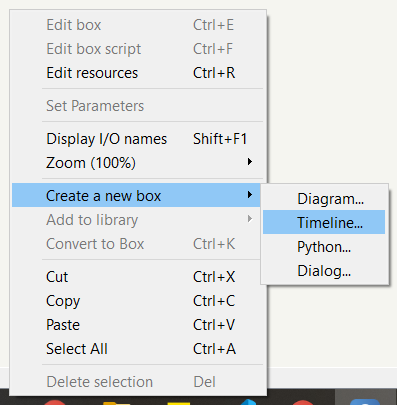 Edit box Ctrl+E
Edit box script Ctrl+F
Edit resources Ctrl+R
Set Parameters
Display I/O names Shift+F1
Zoom (100%)
Create a new box
Add to library
Convert to Box Ctrl+K
Cut Ctrl+X
Copy Ctrl+C
Paste Ctrl+V
Select All Ctrl+A
Delete selection Del
Diagram...
Timeline...
Python...
Dialog...